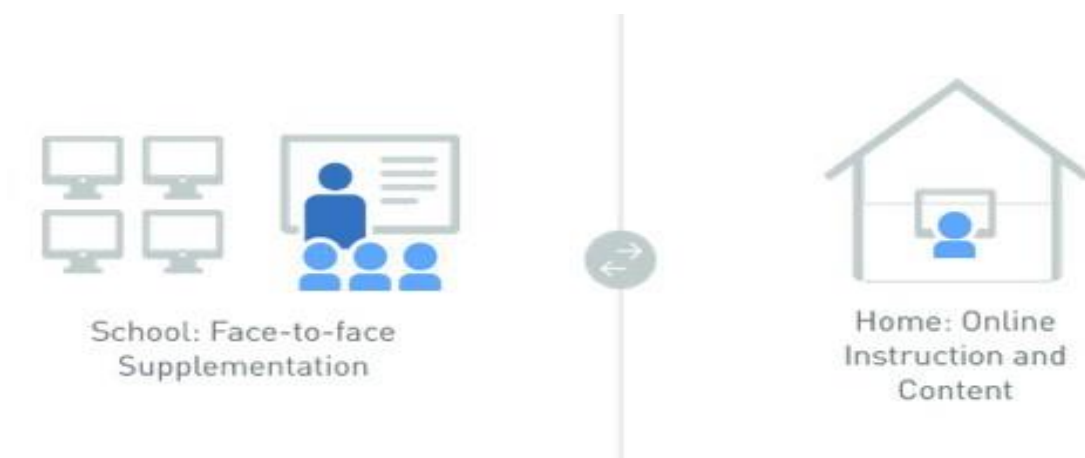 School: Face-to-face
Supplementation
Home: Online
Instruction and
Content